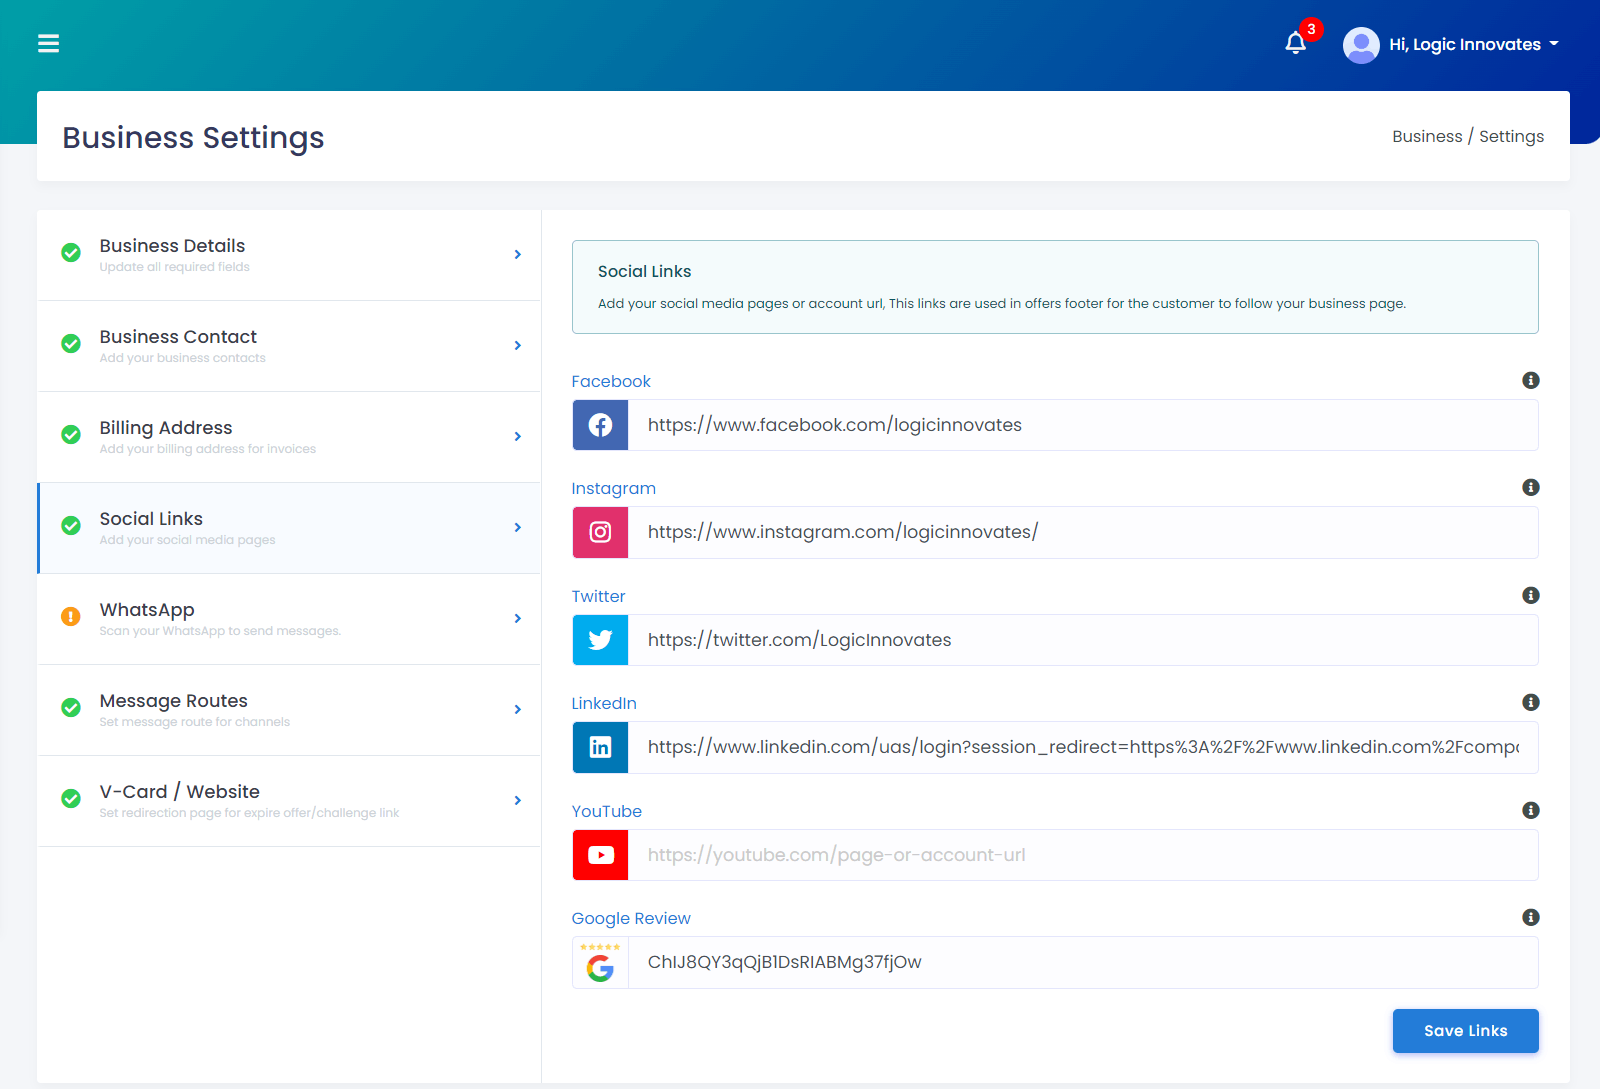 3
Hi, Logic Innovates
Business Settings
Business / Settings
Business Details
Update all required fields
Business Contact
Add your business contacts
Billing Address
Add your billing address for invoices
Social Links
Add your social media pages
WhatsApp
Scan your WhatsApp to send messages.
Message Routes
Set message route for channels
V-Card / Website
Set redirection page for expire offer/challenge link
Social Links
Add your social media pages or account url, This links are used in offers footer for the customer to follow your business page.
Facebook
https://www.facebook.com/logicinnovates
Instagram
https://www.instagram.com/logicinnovates/
Twitter
https://twitter.com/LogicInnovates
LinkedIn
https://www.linkedin.com/uas/login?session_redirect=https%3A%2F%2Fwww.linkedin.com%2Fcomp
YouTube
https://youtube.com/page-or-account-url
Google Review
ChIJ8QY3qQjB1DsRIABMg37fjOw
Save Links